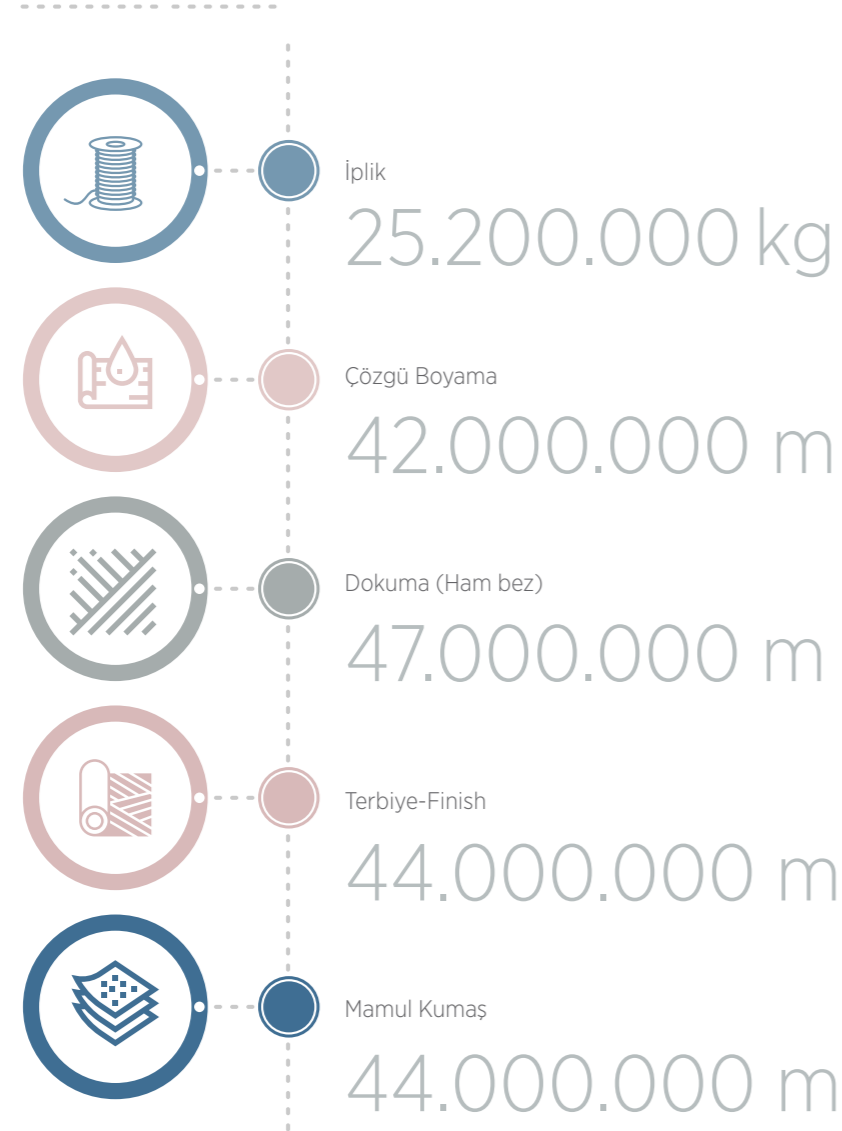 İplik
25.200.000 kg
Çözgü Boyama
42.000.000 m
Dokuma (Ham bez)
47.000.000 m
Terbiye-Finish
44.000.000 m
Mamul Kumaş
44.000.000 m